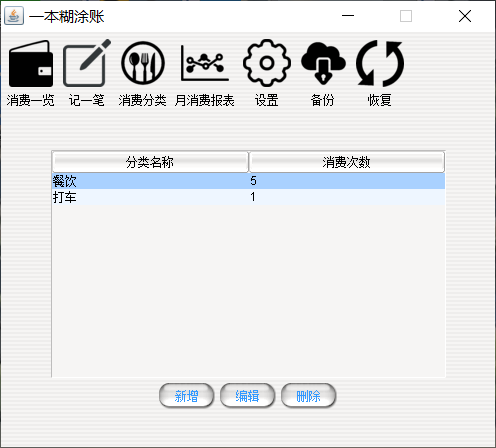 一本糊涂账
消费一览 记一笔 消费分类 月消费报表 设置 备份 恢复
分类名称 消费次数
餐饮 5
打车 1
新增 编辑 删除